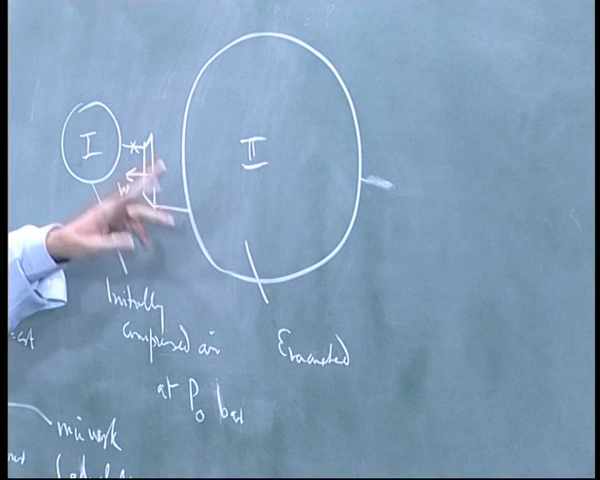 I
II
W
Initially
compressed air
at P₀ bar
Evacuated
min work